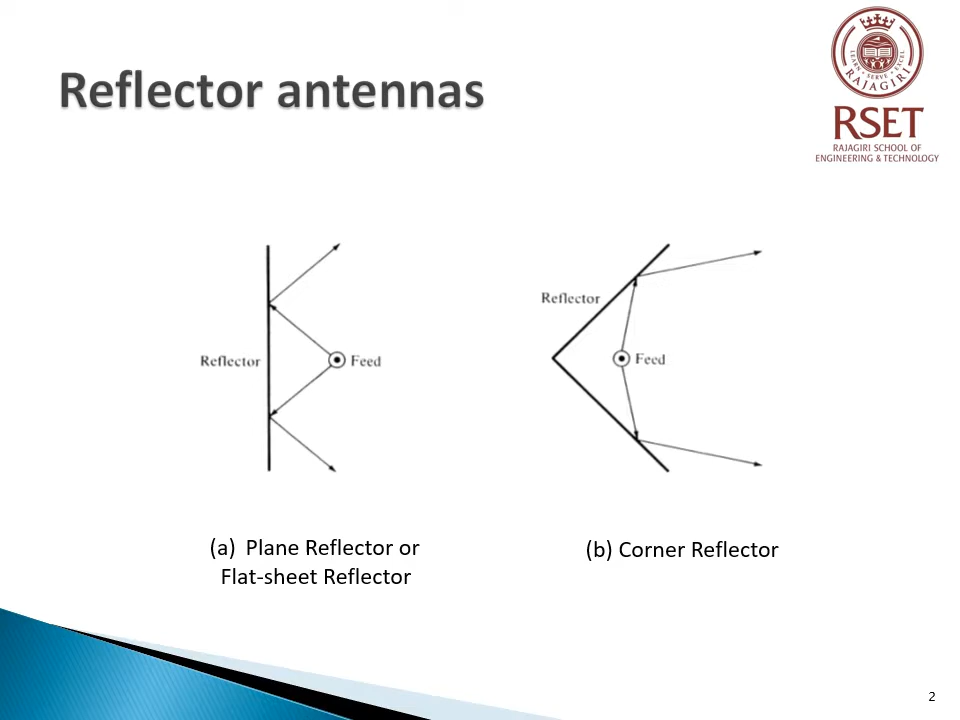 Reflector antennas
LEARN • SERVE • EXCEL
RAJAGIRI
RSET
RAJAGIRI SCHOOL OF
ENGINEERING & TECHNOLOGY
Reflector
Feed
Reflector
Feed
(a) Plane Reflector or
Flat-sheet Reflector
(b) Corner Reflector
2